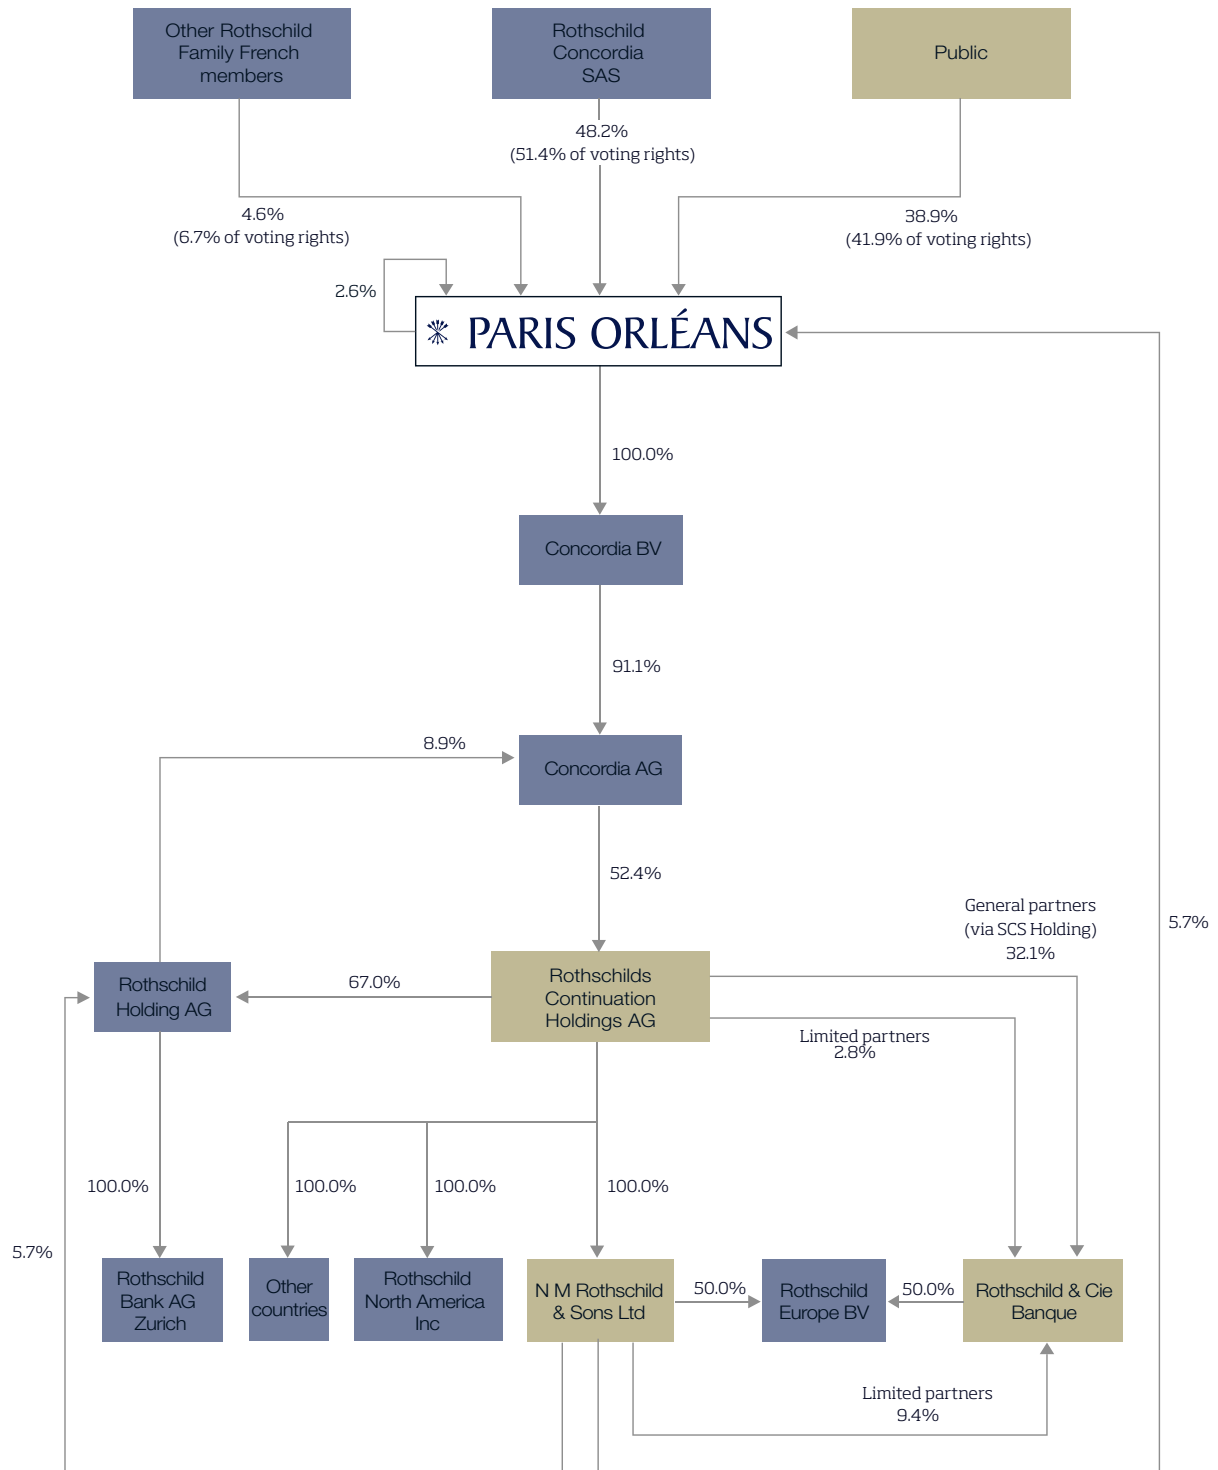 Other Rothschild
Family French
members
Rothschild
Concordia
SAS
Public
48.2%
(51.4% of voting rights)
4.6%
(6.7% of voting rights)
38.9%
(41.9% of voting rights)
2.6%
PARIS ORLÉANS
100.0%
Concordia BV
91.1%
8.9%
Concordia AG
52.4%
General partners
(via SCS Holding)
32.1%
5.7%
Rothschild
Holding AG
67.0%
Rothschilds
Continuation
Holdings AG
Limited partners
2.8%
100.0%
100.0%
100.0%
100.0%
5.7%
Rothschild
Bank AG
Zurich
Other
countries
Rothschild
North America
Inc
N M Rothschild
& Sons Ltd
50.0%
Rothschild
Europe BV
50.0%
Rothschild & Cie
Banque
Limited partners
9.4%